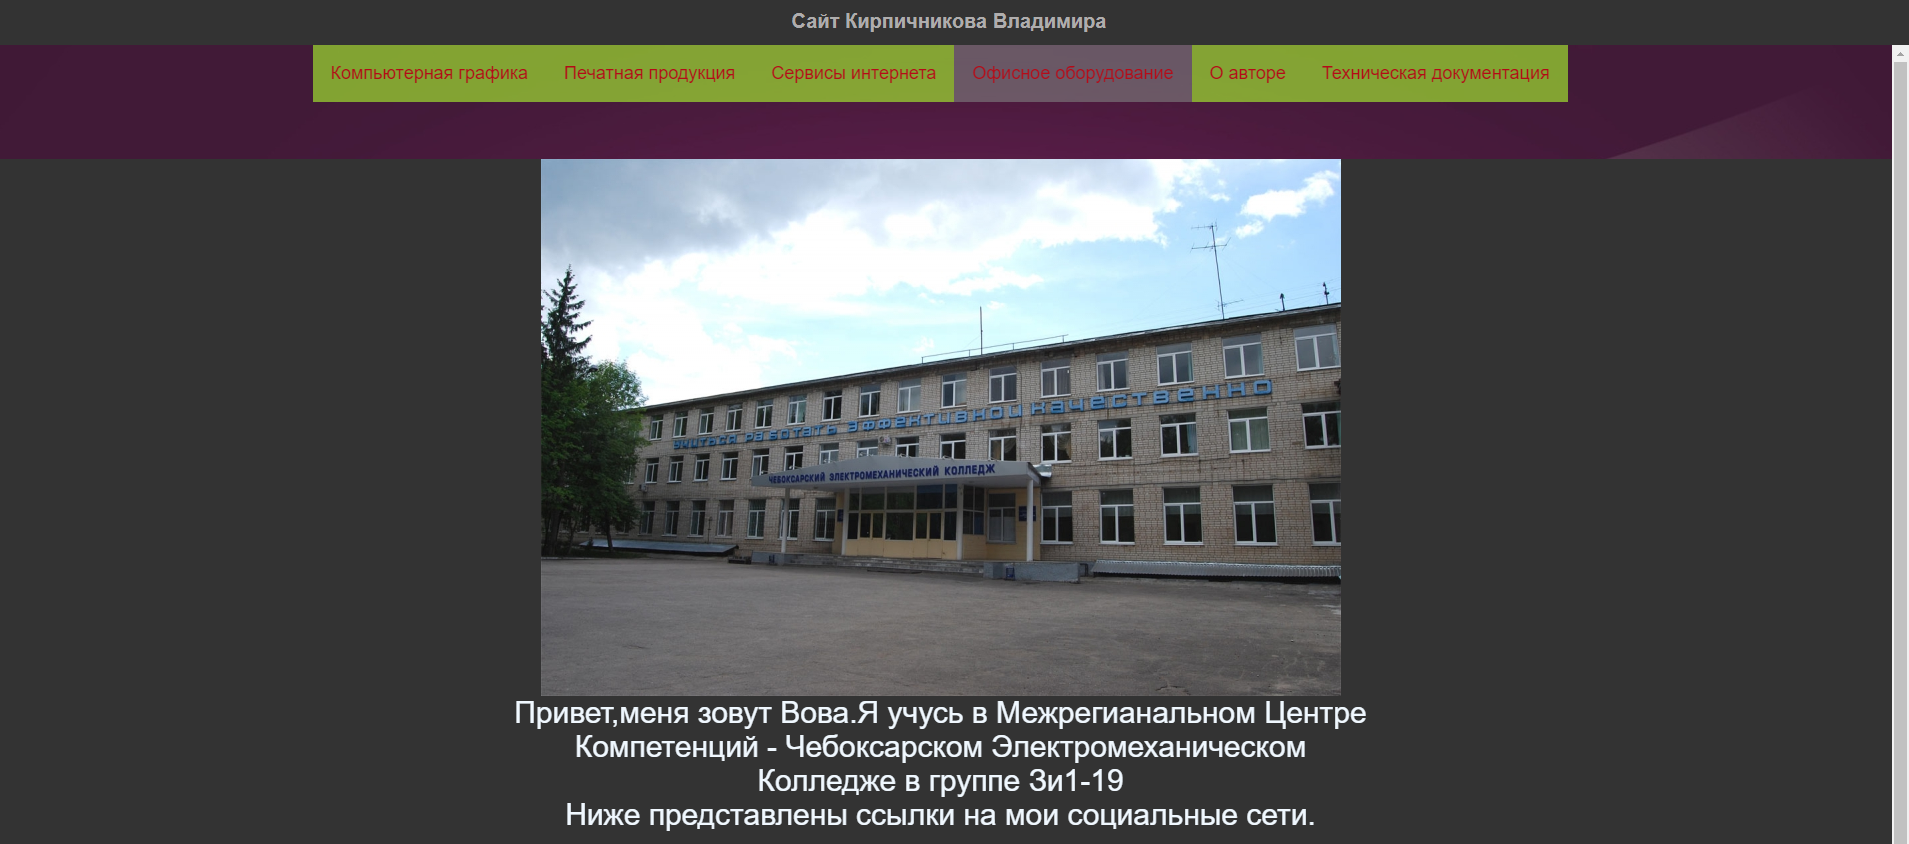 Сайт Кирпичникова Владимира
Компьютерная графика Печатная продукция Сервисы интернета Офисное оборудование О авторе Техническая документация
учиться работать эффективно и качественно
ЧЕБОКСАРСКИЙ ЭЛЕКТРОМЕХАНИЧЕСКИЙ КОЛЛЕДЖ
Привет,меня зовут Вова.Я учусь в Межрегианальном Центре
Компетенций - Чебоксарском Электромеханическом
Колледже в группе Зи1-19
Ниже представлены ссылки на мои социальные сети.